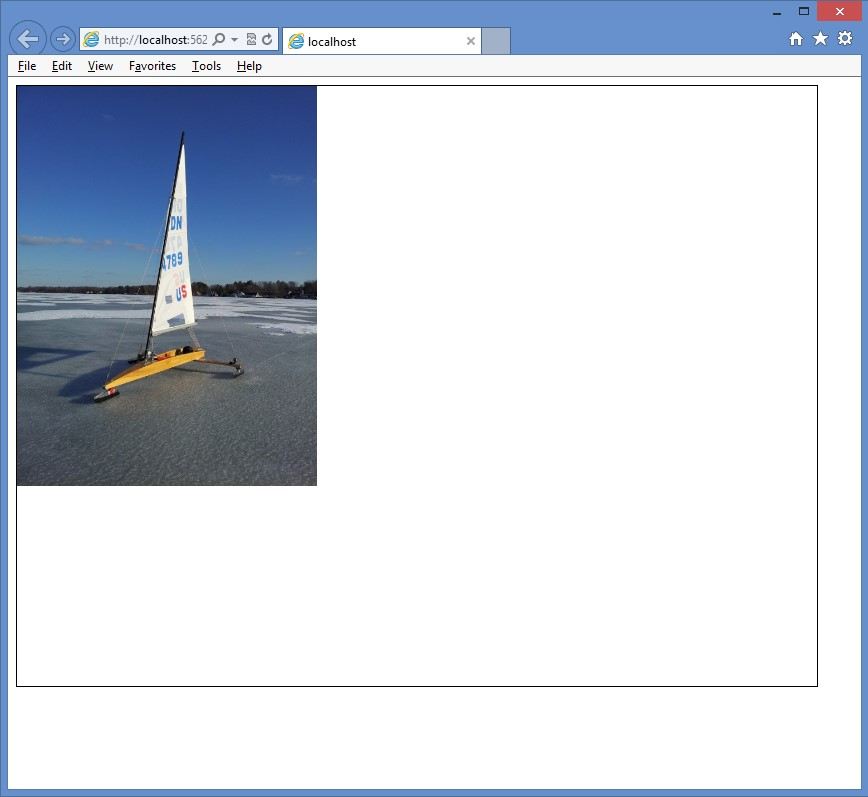 http://localhost:562
localhost
File Edit View Favorites Tools Help
DN
4789
US